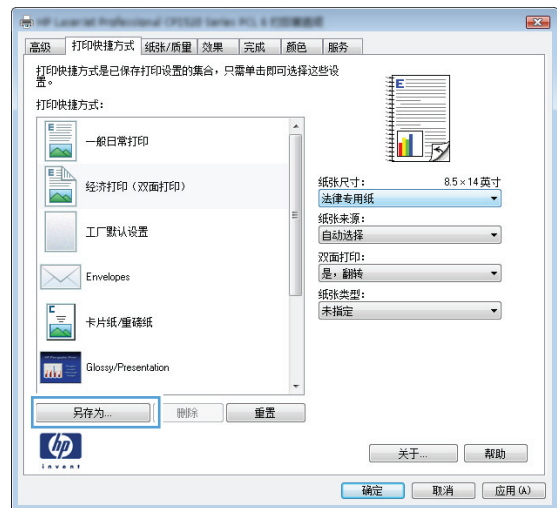 高级 打印快捷方式 纸张/质量 效果 完成 颜色 服务
打印快捷方式是已保存打印设置的集合，只需单击即可选择这些设
置。
打印快捷方式：
一般日常打印
经济打印（双面打印）
工厂默认设置
Envelopes
卡片纸/重磅纸
Glossy/Presentation
另存为... 删除 重置
纸张尺寸： 8.5 × 14 英寸
法律专用纸
纸张来源：
自动选择
双面打印：
是，翻转
纸张类型：
未指定
hp
invent
关于... 帮助
确定 取消 应用 (A)